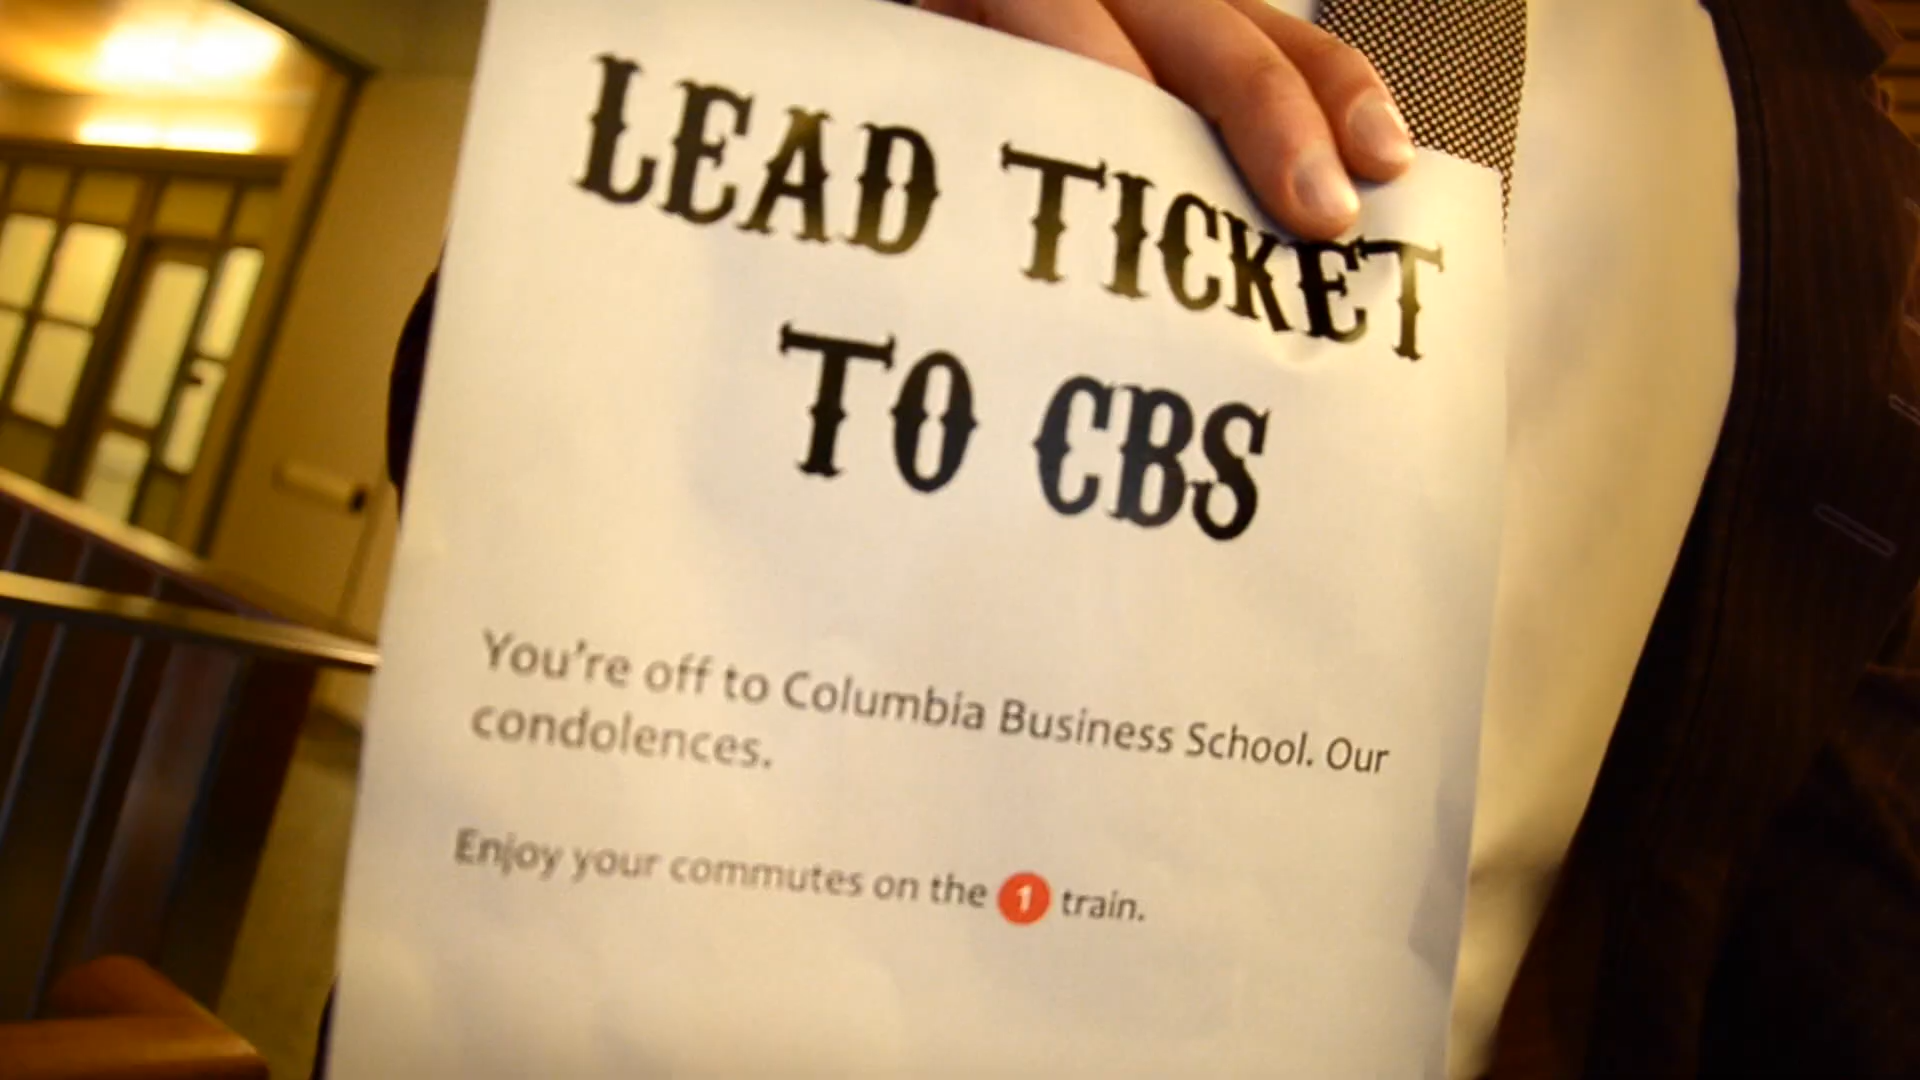 LEAD TICKET
TO CBS
You're off to Columbia Business School. Our
condolences.
Enjoy your commutes on the 1 train.